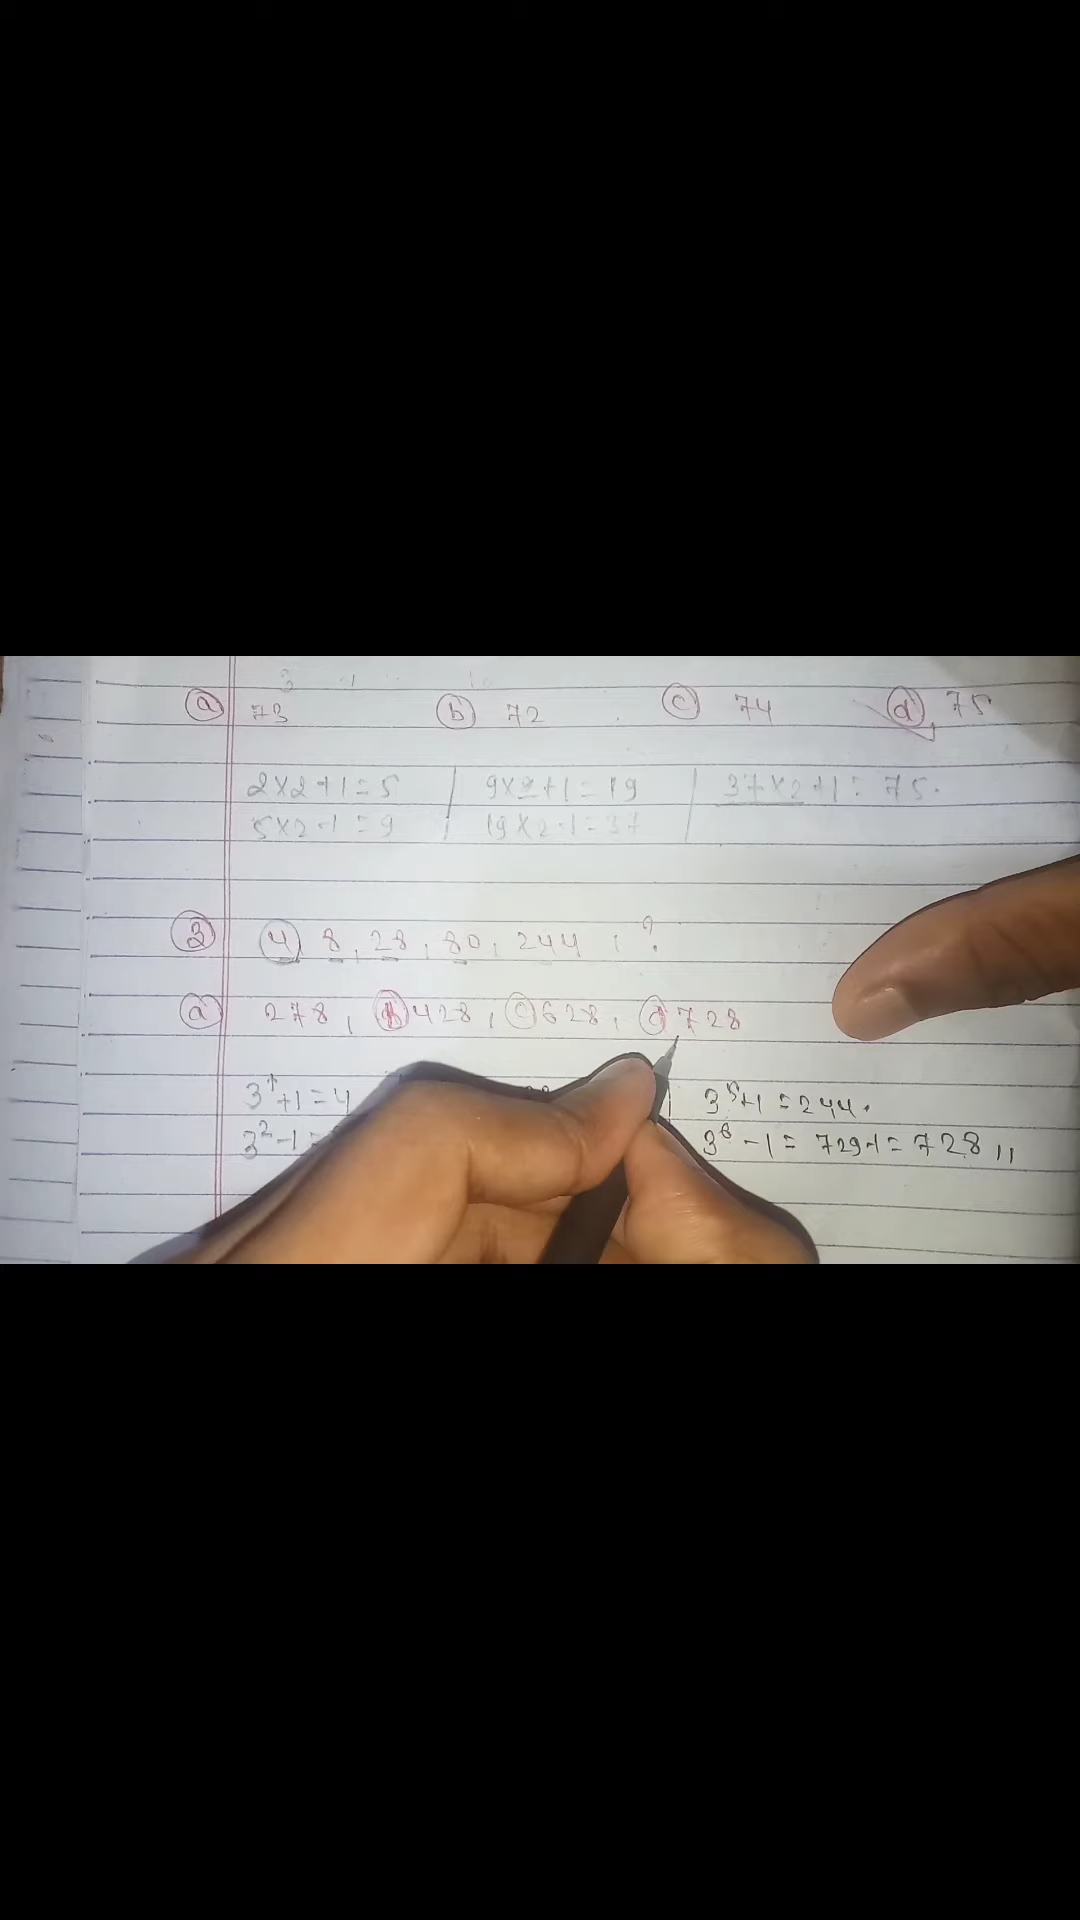 (a) 73 (b) 72 (c) 74 (d) 75
2×2+1=5 | 9×2+1=19 | 37×2+1=75.
5×2-1=9 | 19×2-1=37 |
(3) (4), 8, 28, 80, 244, ?
(a) 278, (b) 428, (c) 628, (d) 728
3¹+1=4 | 3⁵+1=244.
3²-1= 3⁶-1=729-1=728 11